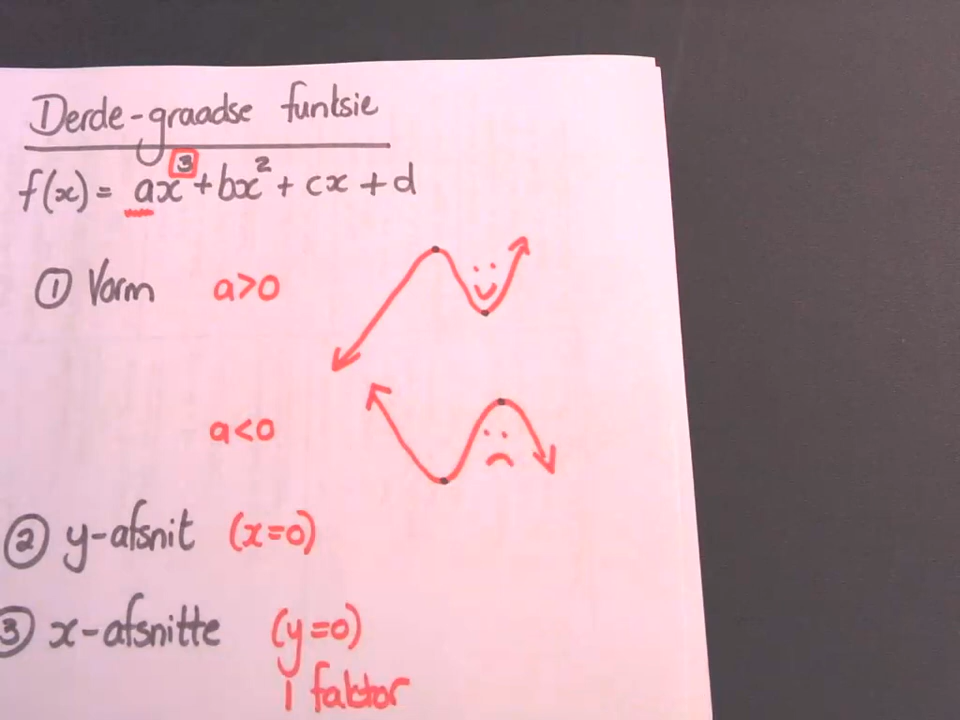 Derde-graadse funksie
f(x) = ax³ + bx² + cx + d
① Vorm a>0
a<0
② y-afsnit (x=0)
③ x-afsnitte (y=0)
1 faktor